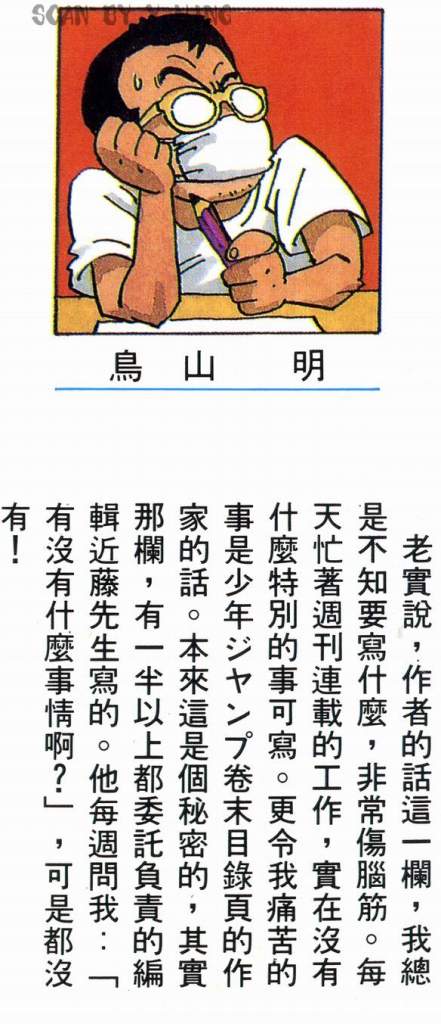 SCAN BY X-LUNG
鳥山 明
老實說，作者的話這一欄，我總
是不知要寫什麼，非常傷腦筋。每
天忙著週刊連載的工作，實在沒有
什麼特別的事可寫。更令我痛苦的
事是少年ジャンプ卷末目錄頁的作
家的話。本來這是個秘密的，其實
那欄，有一半以上都委託負責的編
輯近藤先生寫的。他每週問我：「
有沒有什麼事情啊？」，可是都沒
有！